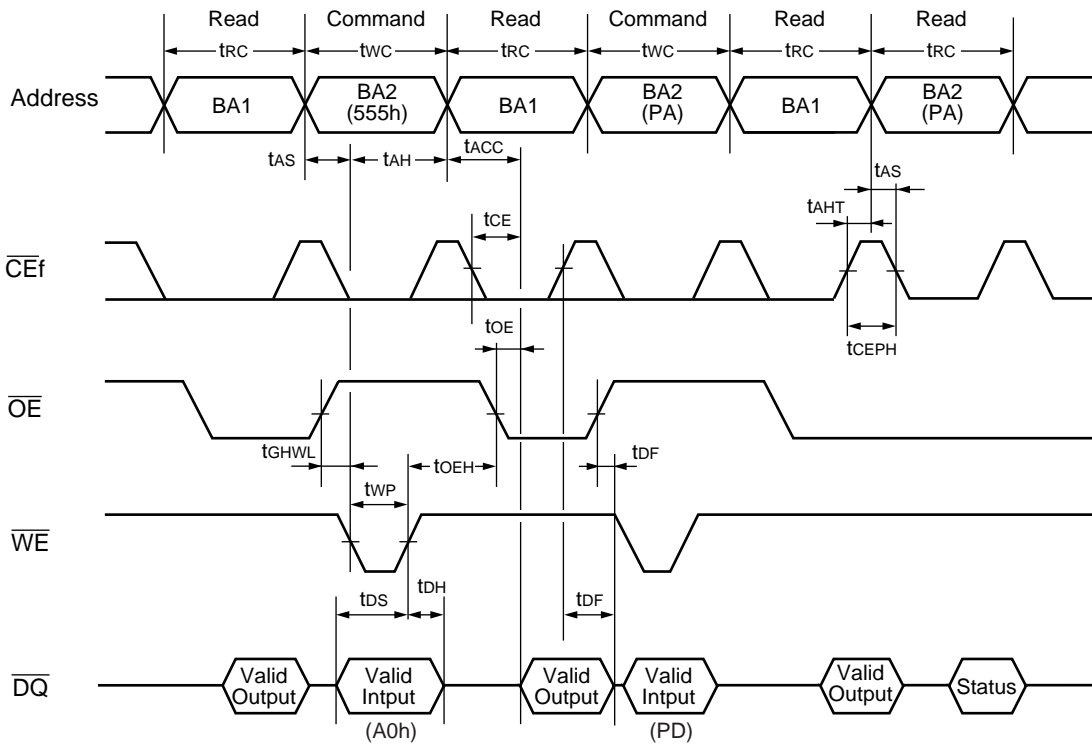 Read Command Read Command Read Read
tRC tWC tRC tWC tRC tRC
Address BA1 BA2 BA1 BA2 BA1 BA2
(555h) (PA) (PA)
tAS tAH tACC tAS
tCE tAHT
CEf
tOE tCEPH
OE
tGHWL tOEH tDF
tWP
WE
tDS tDH tDF
DQ Valid Valid Valid Valid Valid Status
Output Intput Output Intput Output
(A0h) (PD)